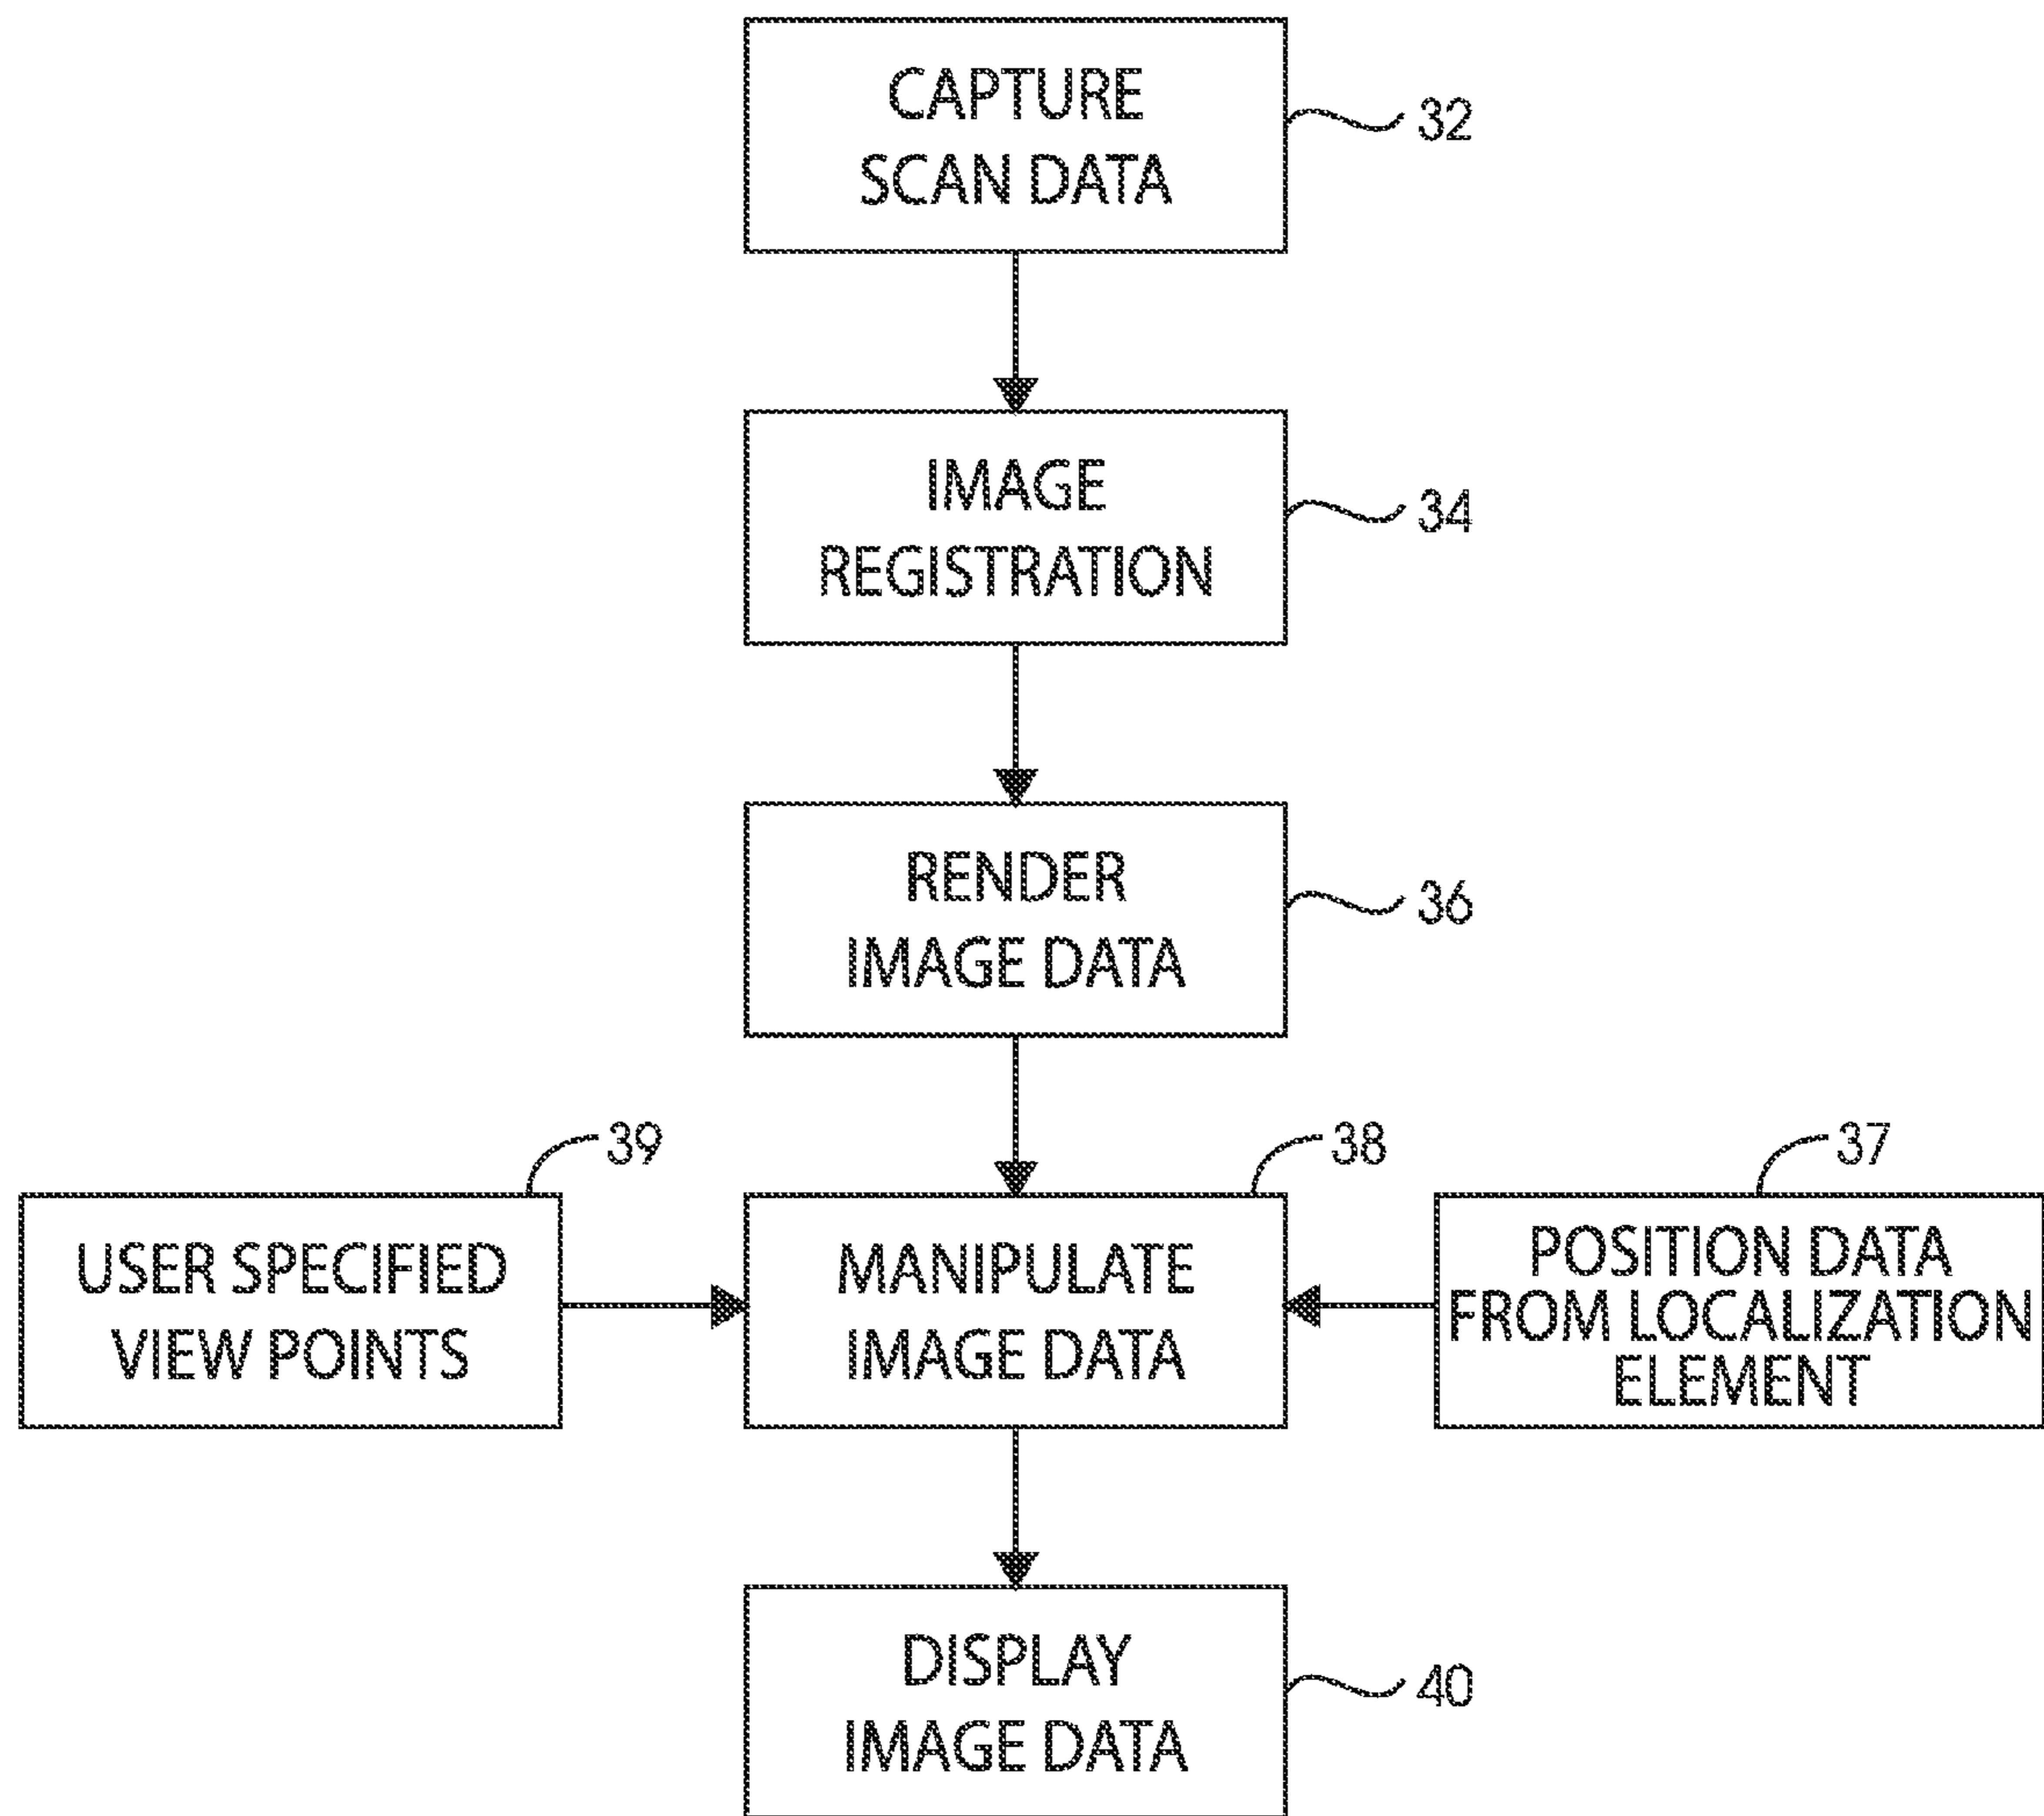 CAPTURE
SCAN DATA
32
IMAGE
REGISTRATION
34
RENDER
IMAGE DATA
36
39
USER SPECIFIED
VIEW POINTS
38
MANIPULATE
IMAGE DATA
37
POSITION DATA
FROM LOCALIZATION
ELEMENT
DISPLAY
IMAGE DATA
40